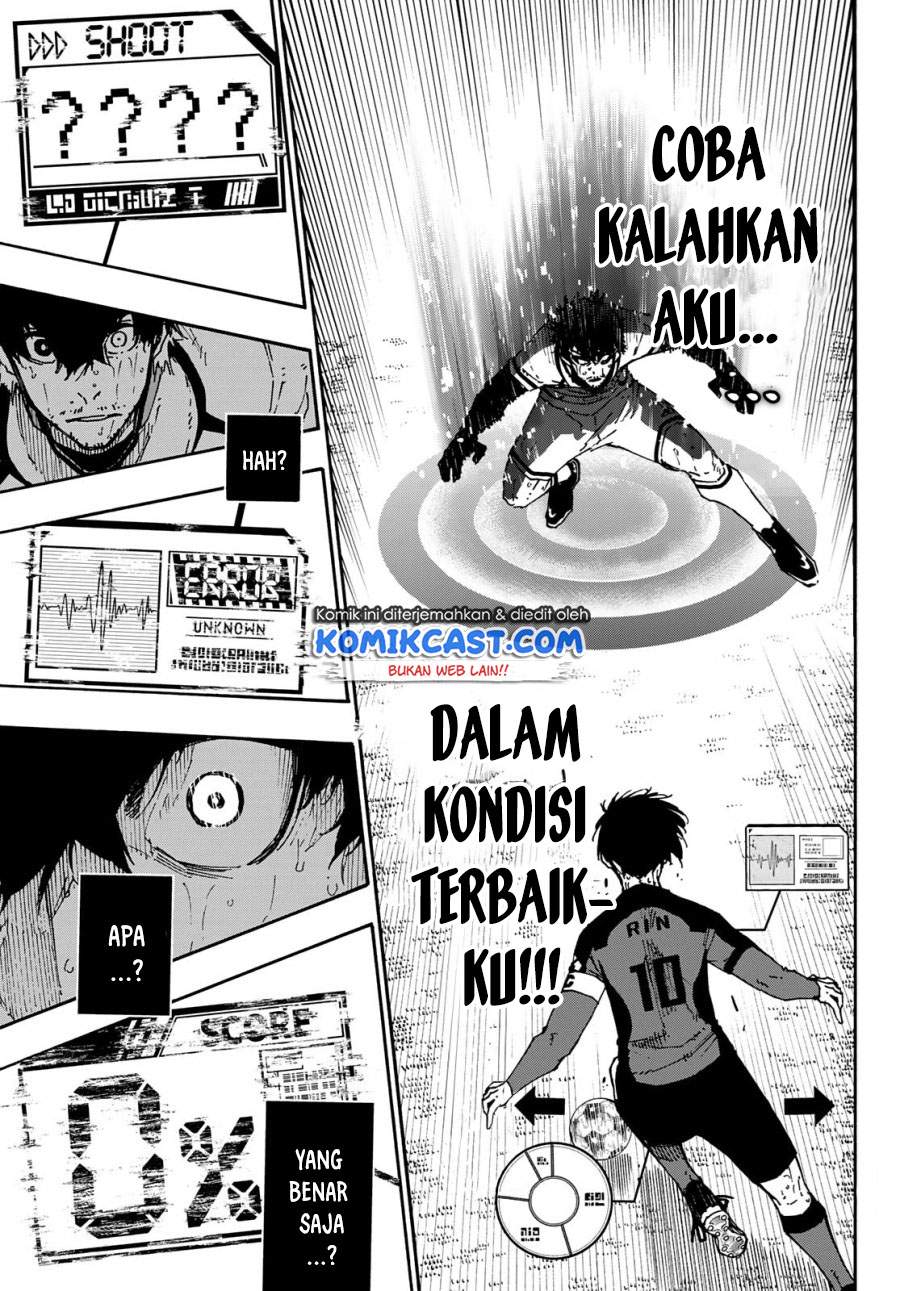 COBA
KALAHKAN
AKU...
DALAM
KONDISI
TERBAIK-
KU!!!
RIN
10
SHOOT
????
HAH?
ERROR
UNKNOWN
APA
...?
SCORE
0%
YANG
BENAR
SAJA
...?
Komik ini diterjemahkan & diedit oleh
KOMIKCAST.COM
BUKAN WEB LAIN!!